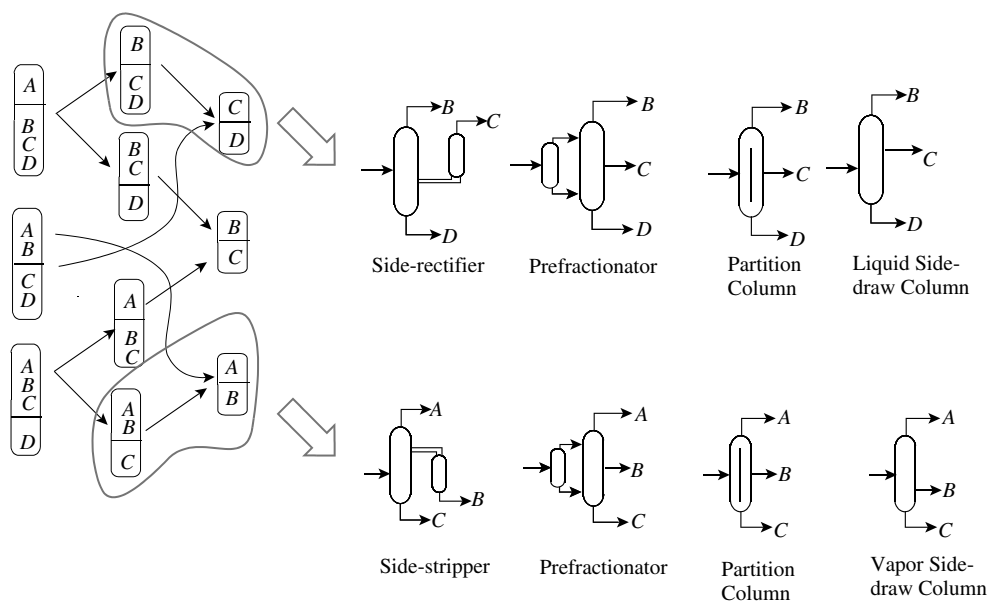 A
B
C
D
A
B
C
D
A
B
C
D
B
C
D
B
C
D
A
B
C
A
B
C
C
D
B
C
A
B
B
C
D
Side-rectifier
B
C
D
Prefractionator
B
C
D
Partition
Column
B
C
D
Liquid Side-
draw Column
A
B
C
Side-stripper
A
B
C
Prefractionator
A
B
C
Partition
Column
A
B
C
Vapor Side-
draw Column